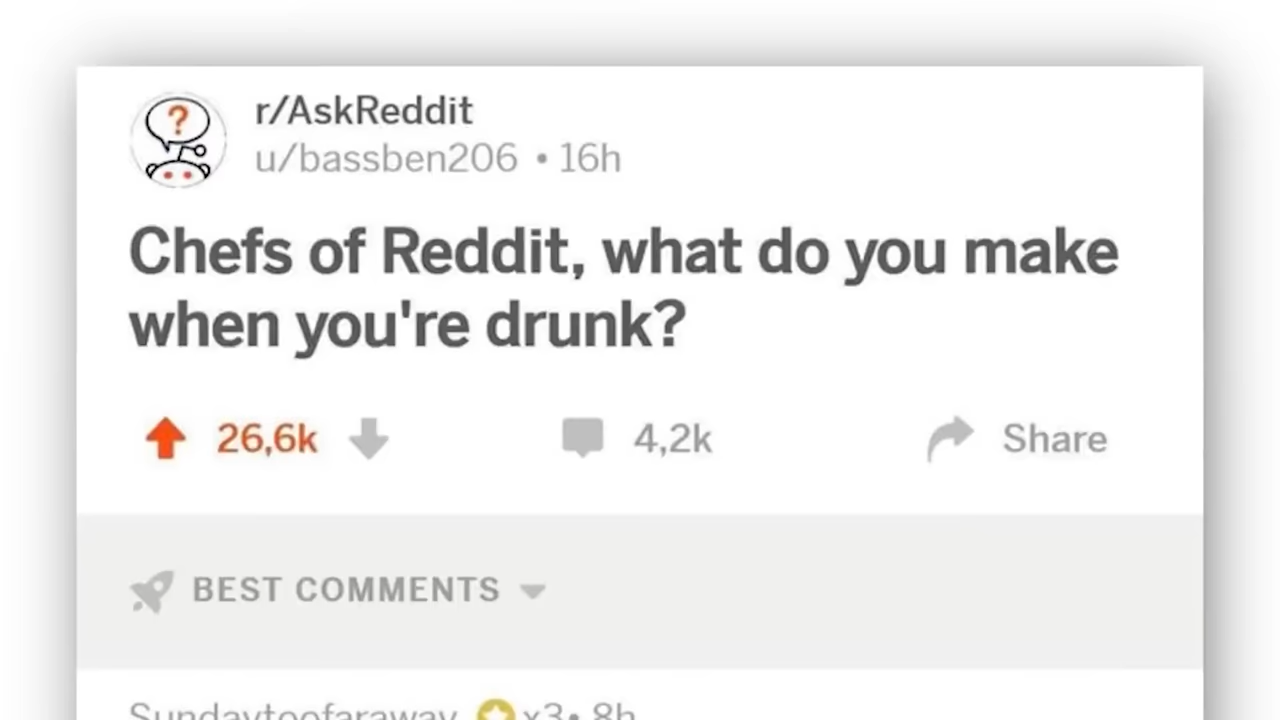 ?
r/AskReddit
u/bassben206 • 16h
Chefs of Reddit, what do you make
when you're drunk?
26,6k
4,2k
Share
BEST COMMENTS
Sundaytoofaraway x3 • 8h